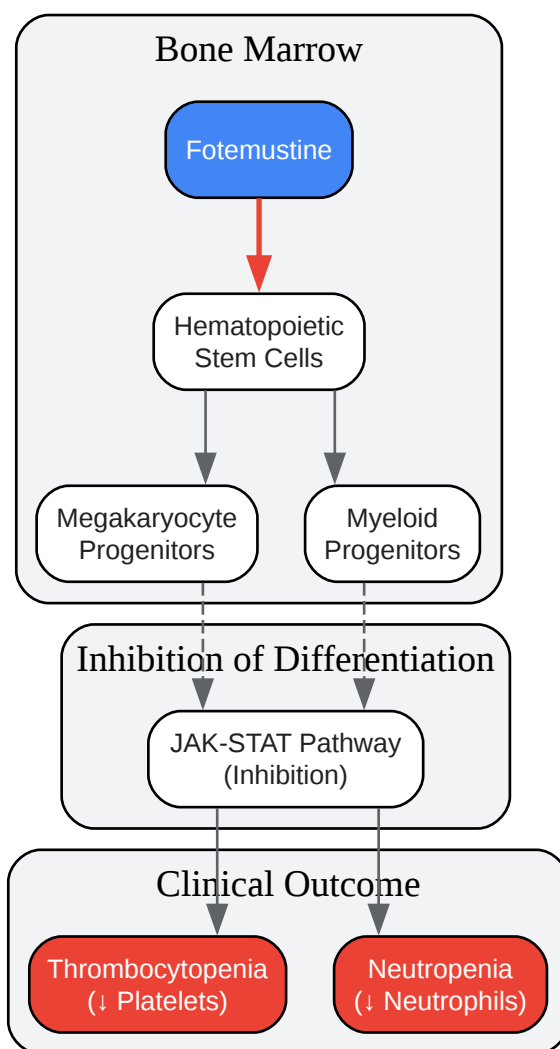 Bone Marrow
Fotemustine
Hematopoietic
Stem Cells
Megakaryocyte
Progenitors
Myeloid
Progenitors
Inhibition of Differentiation
JAK-STAT Pathway
(Inhibition)
Clinical Outcome
Thrombocytopenia
(↓ Platelets)
Neutropenia
(↓ Neutrophils)